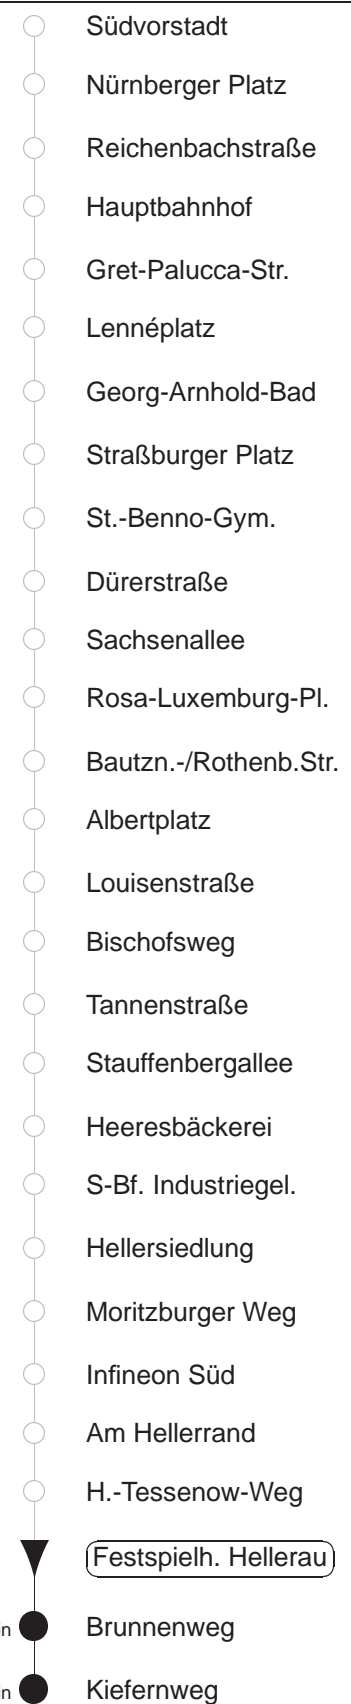 Südvorstadt
Nürnberger Platz
Reichenbachstraße
Hauptbahnhof
Gret-Palucca-Str.
Lennéplatz
Georg-Arnhold-Bad
Straßburger Platz
St.-Benno-Gym.
Dürerstraße
Sachsenallee
Rosa-Luxemburg-Pl.
Bautzn.-/Rothenb.Str.
Albertplatz
Louisenstraße
Bischofsweg
Tannenstraße
Stauffenbergallee
Heeresbäckerei
S-Bf. Industriegel.
Hellersiedlung
Moritzburger Weg
Infineon Süd
Am Hellerrand
H.-Tessenow-Weg
Festspielh. Hellerau
Brunnenweg
Kiefernweg